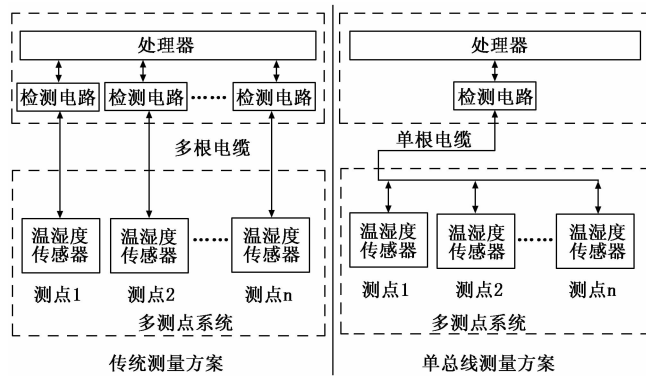 处理器
检测电路 检测电路 …… 检测电路
多根电缆
温湿度传感器 温湿度传感器 …… 温湿度传感器
测点1 测点2 测点n
多测点系统
传统测量方案
处理器
检测电路
单根电缆
温湿度传感器 温湿度传感器 …… 温湿度传感器
测点1 测点2 测点n
多测点系统
单总线测量方案